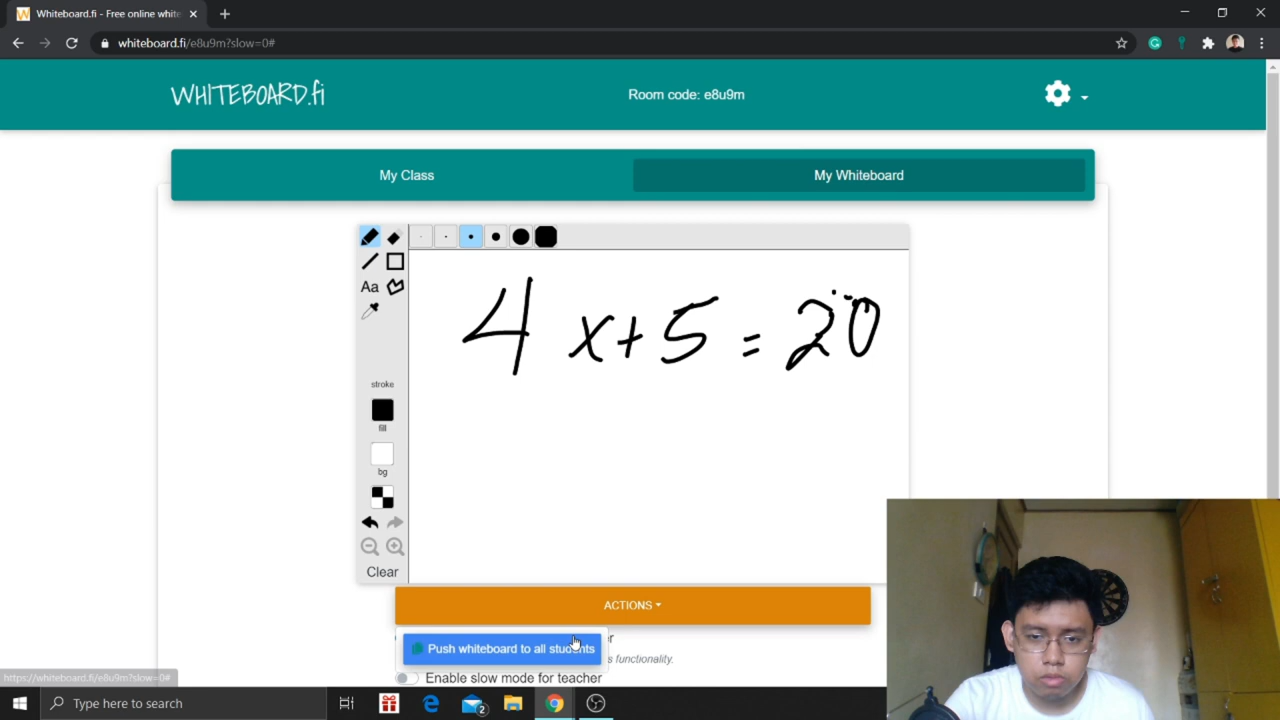 Whiteboard.fi - Free online white
whiteboard.fi/e8u9m?slow=0#
WHITEBOARD.fi
Room code: e8u9m
My Class
My Whiteboard
Aa
stroke
fill
bg
Clear
4x+5=20
ACTIONS
Push whiteboard to all students
s functionality.
Enable slow mode for teacher
https://whiteboard.fi/e8u9m?slow=0#
Type here to search
2